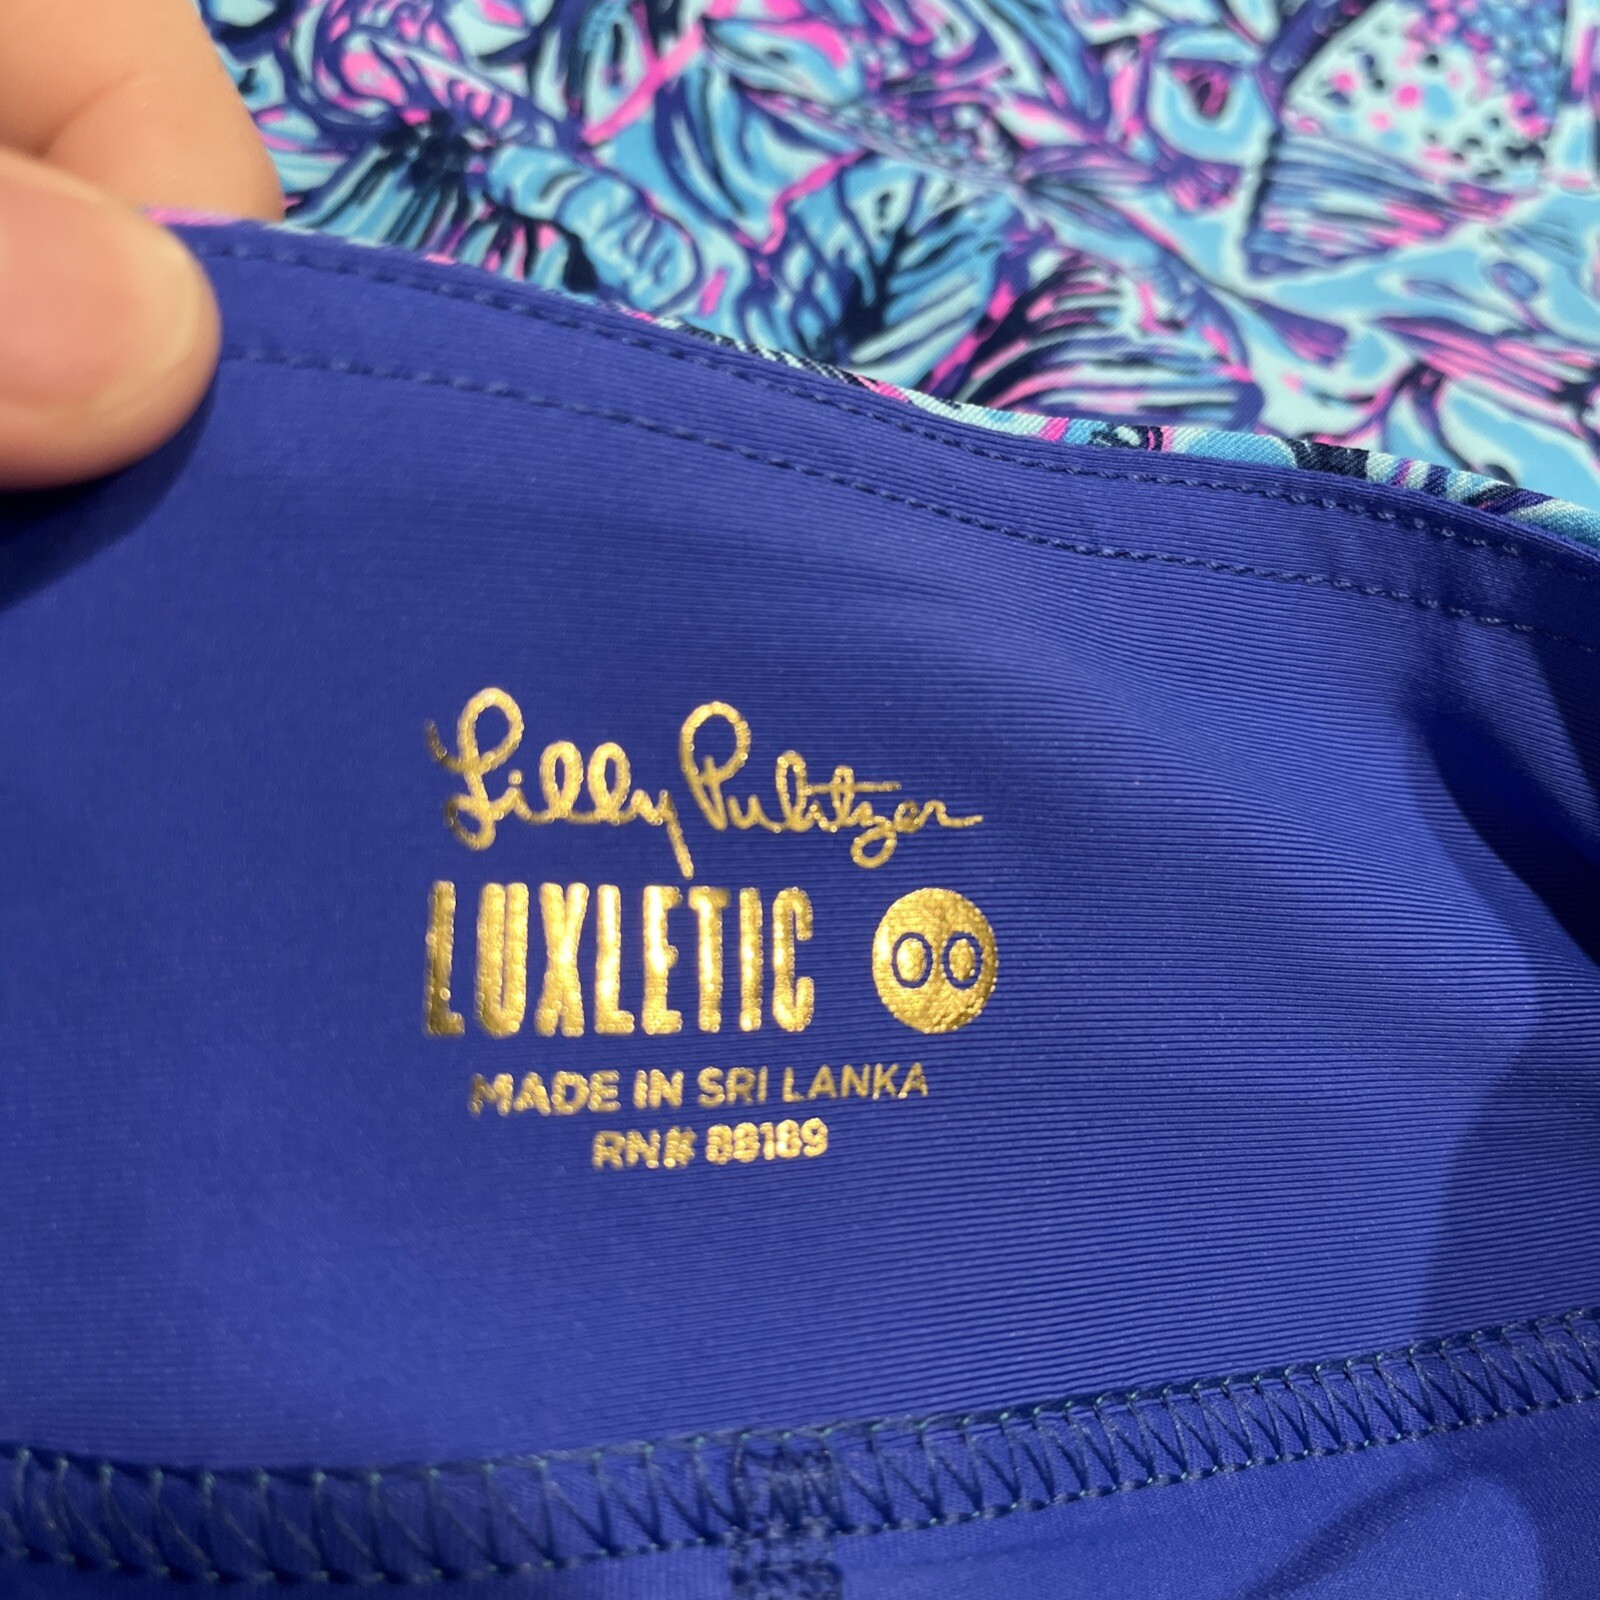 Lilly Pulitzer
LUXLETIC 00
MADE IN SRI LANKA
RN# 88189